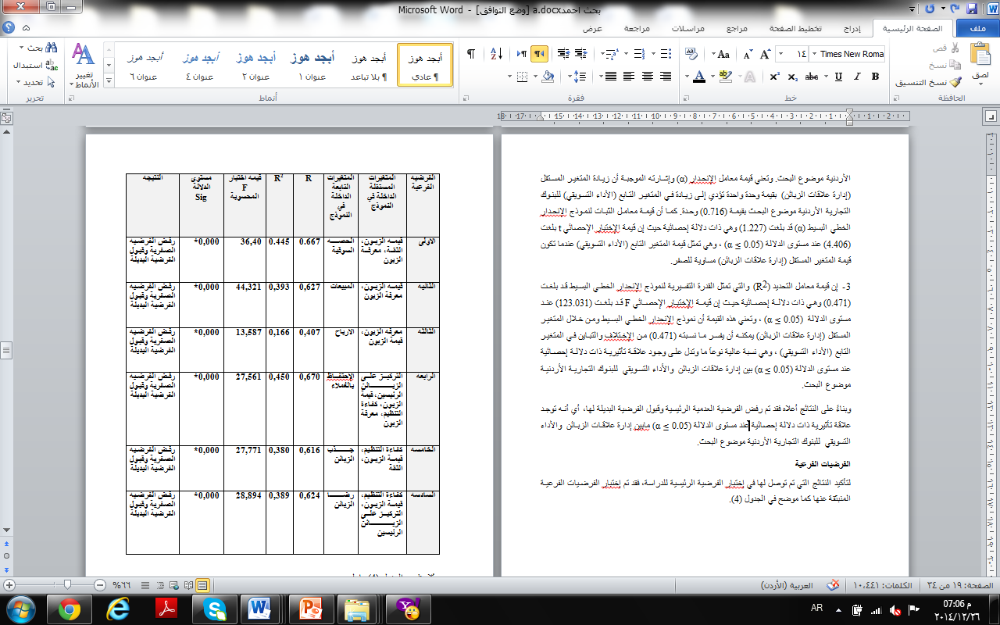 بحث احمدa.docx [وضع التوافق] - Microsoft Word
ملف
الصفحة الرئيسية
إدراج
تخطيط الصفحة
مراجع
مراسلات
مراجعة
عرض
لصق
قص
نسخ
نسخ التنسيق
الحافظة
Times New Roma
١٤
خط
فقرة
أبجد هوز
¶ عادي
أبجد هوز
¶ بلا تباعد
أبجد هوز
عنوان ١
أبجد هوز
عنوان ٢
أبجد هوز
عنوان ٤
أبجد هوز
عنوان ٦
تغيير الأنماط
أنماط
بحث
استبدال
تحديد
تحرير
الأردنية موضوع البحث. وتعني قيمة معامل الإنحدار (α) وإشارته الموجبة أن زيادة المتغير المستقل
(إدارة علاقات الزبائن) بقيمة وحدة واحدة تؤدي إلى زيادة في المتغير التابع (الأداء التسويقي) للبنوك
التجارية الأردنية موضوع البحث بقيمة (0.716) وحدة. كما أن قيمة معامل الثبات لنموذج الإنحدار
الخطي البسيط (α) قد بلغت (1.227) وهي ذات دلالة إحصائية حيث إن قيمة الإختبار الإحصائي t بلغت
(4.406) عند مستوى الدلالة (α ≤ 0.05) ، وهي تمثل قيمة المتغير التابع (الأداء التسويقي) عندما تكون
قيمة المتغير المستقل (إدارة علاقات الزبائن) مساوية للصفر.
3- إن قيمة معامل التحديد (R2) والتي تمثل القدرة التفسيرية لنموذج الإنحدار الخطي البسيط قد بلغت
(0.471) وهي ذات دلالة إحصائية حيث إن قيمة الإختبار الإحصائي F قد بلغت (123.031) عند
مستوى الدلالة (α ≤ 0.05) ، وتعني هذه القيمة أن نموذج الإنحدار الخطي البسيط ومن خلال المتغير
المستقل (إدارة علاقات الزبائن) يمكنه أن يفسر ما نسبته (0.471) من الإختلاف والتباين في المتغير
التابع (الأداء التسويقي) ، وهي نسبة عالية نوعاً ما وتدل على وجود علاقة تأثيرية ذات دلالة إحصائية
عند مستوى الدلالة (α ≤ 0.05) بين إدارة علاقات الزبائن والأداء التسويقي للبنوك التجارية الأردنية
موضوع البحث.
وبناءً على النتائج أعلاه فقد تم رفض الفرضية العدمية الرئيسية وقبول الفرضية البديلة لها، أي أنه توجد
علاقة تأثيرية ذات دلالة إحصائية عند مستوى الدلالة (α ≤ 0.05) مابين إدارة علاقات الزبائن والأداء
التسويقي للبنوك التجارية الأردنية موضوع البحث.
الفرضيات الفرعية
لتأكيد النتائج التي تم توصل لها في إختبار الفرضية الرئيسية للدراسة، فقد تم إختبار الفرضيات الفرعية
المنبثقة عنها كما موضح في الجدول (4).
الفرضيه الفرعية
المتغيرات المستقلة الداخلة في النموذج
المتغيرات التابعه الداخلة في النموذج
R
R²
قيمه اختبار F المحسوبة
مستوى الدلالة Sig
النتيجه
الاولى
قيمه الزبون، الثقة، معرفة الزبون
الحصه السوقية
0.667
0.445
36,40
0,000*
رفض الفرضيه الصفرية وقبول الفرضية البديلة
الثانيه
قيمه الزبون، معرفة الزبون
المبيعات
0,627
0,393
44,321
0,000*
رفض الفرضيه الصفرية وقبول الفرضية البديلة
الثالثه
معرفه الزبون، قيمة الزبون
الارباح
0,407
0,166
13,587
0,000*
رفض الفرضيه الصفرية وقبول الفرضية البديلة
الرابعه
التركيز على الزبائن الرئيسين، قيمة الزبون، كفاءة التنظيم، معرفة الزبون
الإحتفاظ بالعملاء
0,670
0,450
27,561
0,000*
رفض الفرضيه الصفرية وقبول الفرضية البديلة
الخامسه
كفاءة التنظيم، قيمة الزبون، الثقة
جذب الزبائن
0,616
0,380
27,771
0,000*
رفض الفرضيه الصفرية وقبول الفرضية البديلة
السادسه
كفاءة التنظيم، قيمة الزبون، التركيز على الزبائن الرئيسين
رضا الزبائن
0,624
0,389
28,894
0,000*
رفض الفرضيه الصفرية وقبول الفرضية البديلة
الصفحة: ١٩ من ٣٤
الكلمات: ١٠،٤٤١
العربية (الأردن)
٦٦%
AR
07:06 م
٢٠١٤/١٢/٢٦